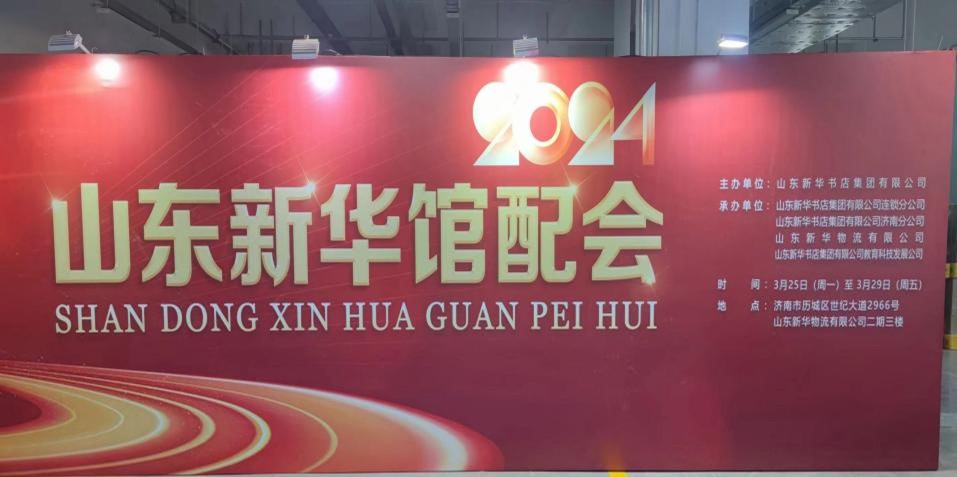 2024
山东新华馆配会
SHAN DONG XIN HUA GUAN PEI HUI
主办单位：山东新华书店集团有限公司
承办单位：山东新华书店集团有限公司连锁分公司
山东新华书店集团有限公司济南分公司
山东新华物流有限公司
山东新华书店集团有限公司教育科技发展公司
时 间：3月25日（周一）至3月29日（周五）
地 点：济南市历城区世纪大道2966号
山东新华物流有限公司二期三楼